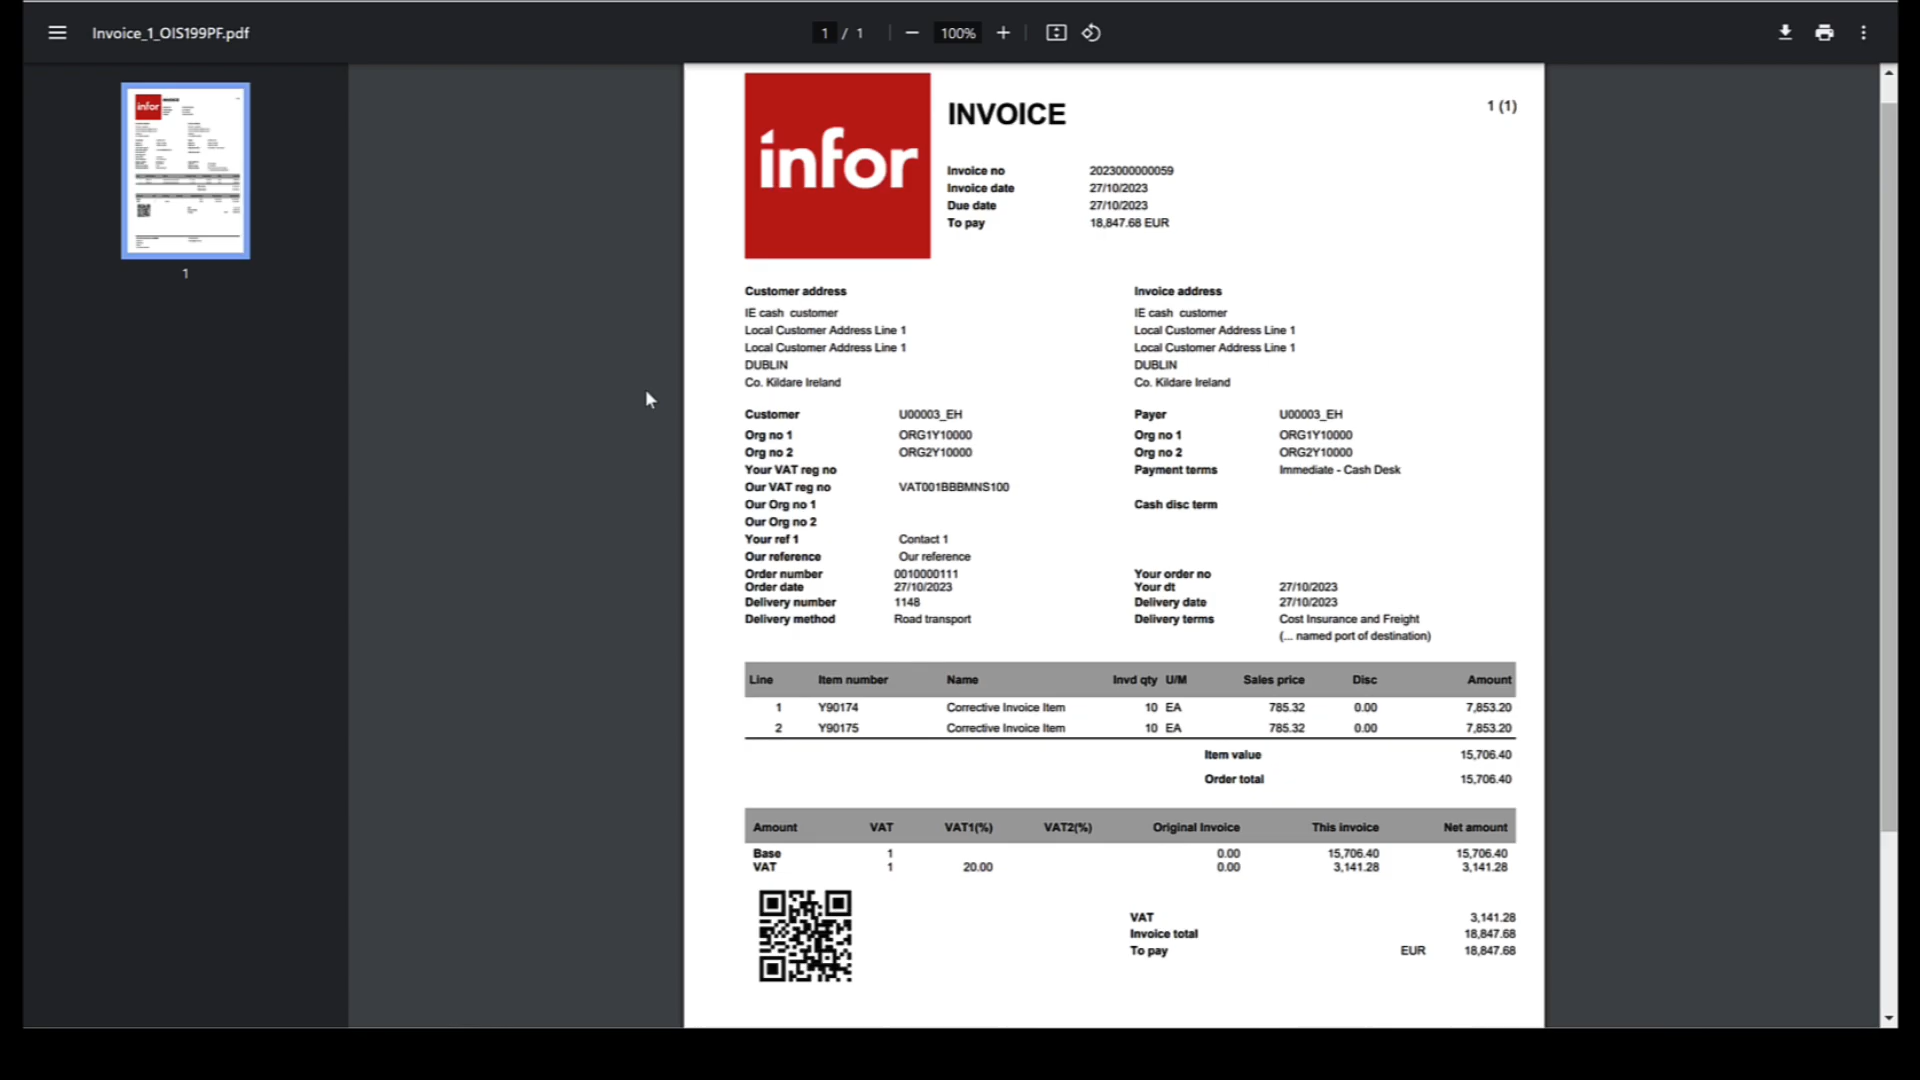 Invoice_1_OIS199PF.pdf
1 / 1
100%
1
infor
INVOICE
1 (1)
Invoice no 2023000000059
Invoice date 27/10/2023
Due date 27/10/2023
To pay 18,847.68 EUR
Customer address Invoice address
IE cash customer IE cash customer
Local Customer Address Line 1 Local Customer Address Line 1
Local Customer Address Line 1 Local Customer Address Line 1
DUBLIN DUBLIN
Co. Kildare Ireland Co. Kildare Ireland
Customer U00003_EH Payer U00003_EH
Org no 1 ORG1Y10000 Org no 1 ORG1Y10000
Org no 2 ORG2Y10000 Org no 2 ORG2Y10000
Your VAT reg no Payment terms Immediate - Cash Desk
Our VAT reg no VAT001BBBMNS100
Our Org no 1 Cash disc term
Our Org no 2
Your ref 1 Contact 1
Our reference Our reference
Order number 0010000111 Your order no
Order date 27/10/2023 Your dt 27/10/2023
Delivery number 1148 Delivery date 27/10/2023
Delivery method Road transport Delivery terms Cost Insurance and Freight
(... named port of destination)
Line Item number Name Invd qty U/M Sales price Disc Amount
1 Y90174 Corrective Invoice Item 10 EA 785.32 0.00 7,853.20
2 Y90175 Corrective Invoice Item 10 EA 785.32 0.00 7,853.20
Item value 15,706.40
Order total 15,706.40
Amount VAT VAT1(%) VAT2(%) Original Invoice This invoice Net amount
Base 1 0.00 15,706.40 15,706.40
VAT 1 20.00 0.00 3,141.28 3,141.28
VAT 3,141.28
Invoice total 18,847.68
To pay EUR 18,847.68